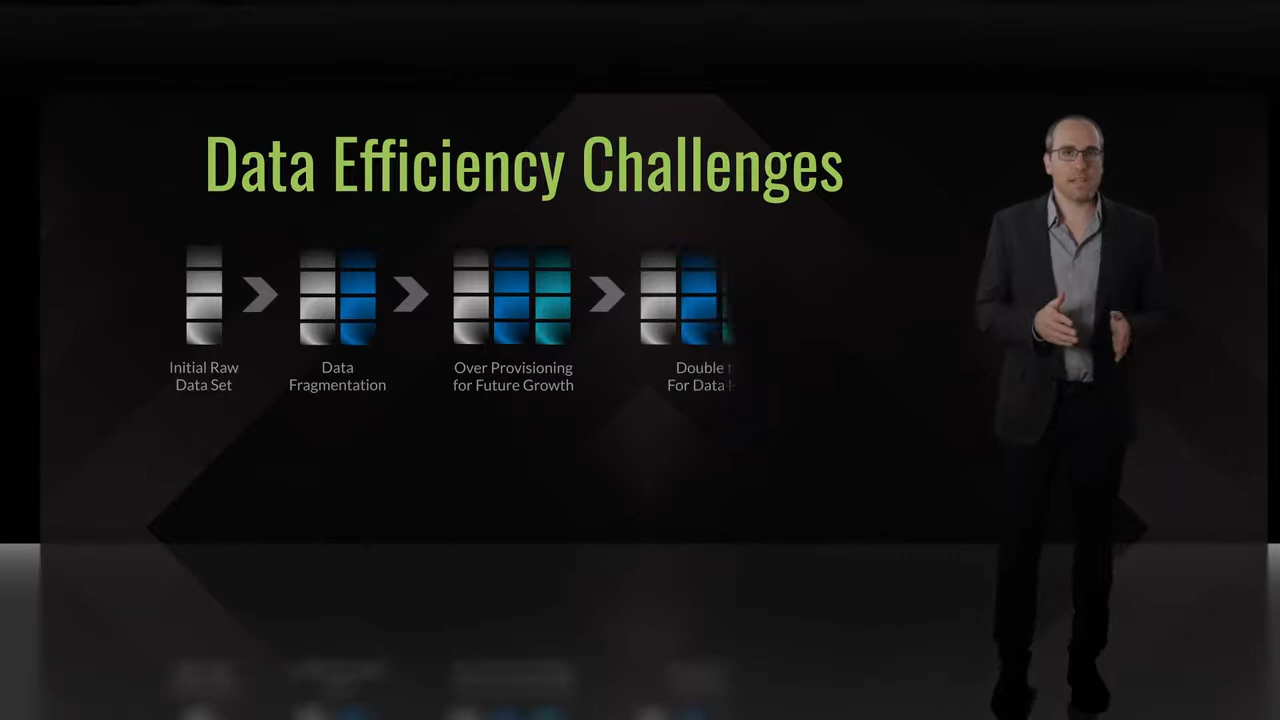 Data Efficiency Challenges
Initial Raw
Data Set
Data
Fragmentation
Over Provisioning
for Future Growth
Double
For Data